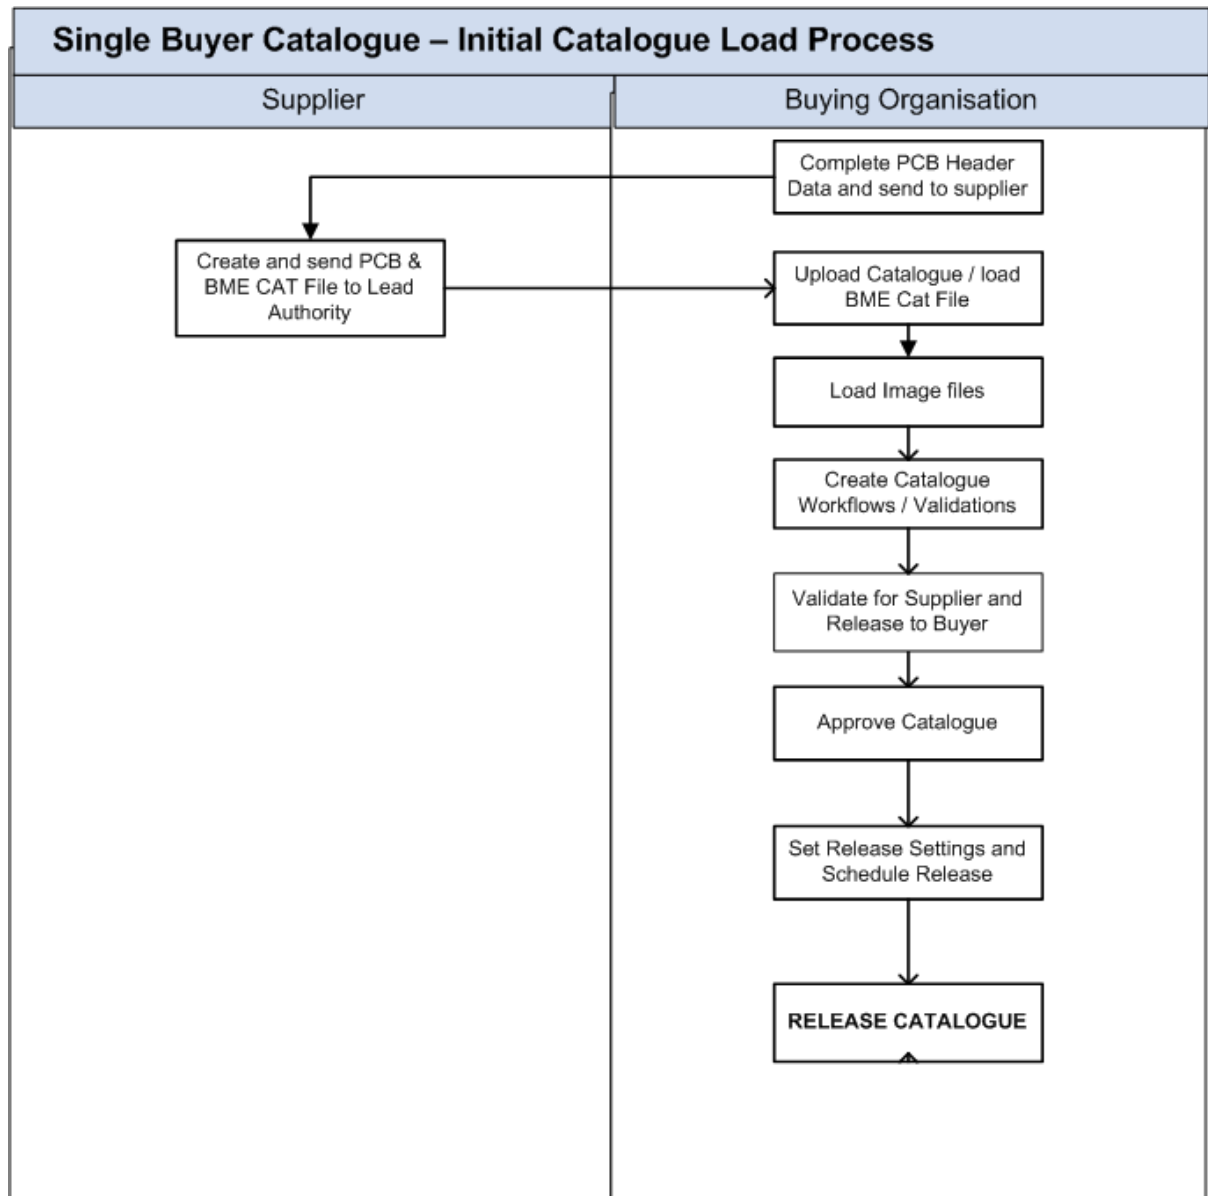 Single Buyer Catalogue – Initial Catalogue Load Process
Supplier
Buying Organisation
Complete PCB Header
Data and send to supplier
Create and send PCB &
BME CAT File to Lead
Authority
Upload Catalogue / load
BME Cat File
Load Image files
Create Catalogue
Workflows / Validations
Validate for Supplier and
Release to Buyer
Approve Catalogue
Set Release Settings and
Schedule Release
RELEASE CATALOGUE